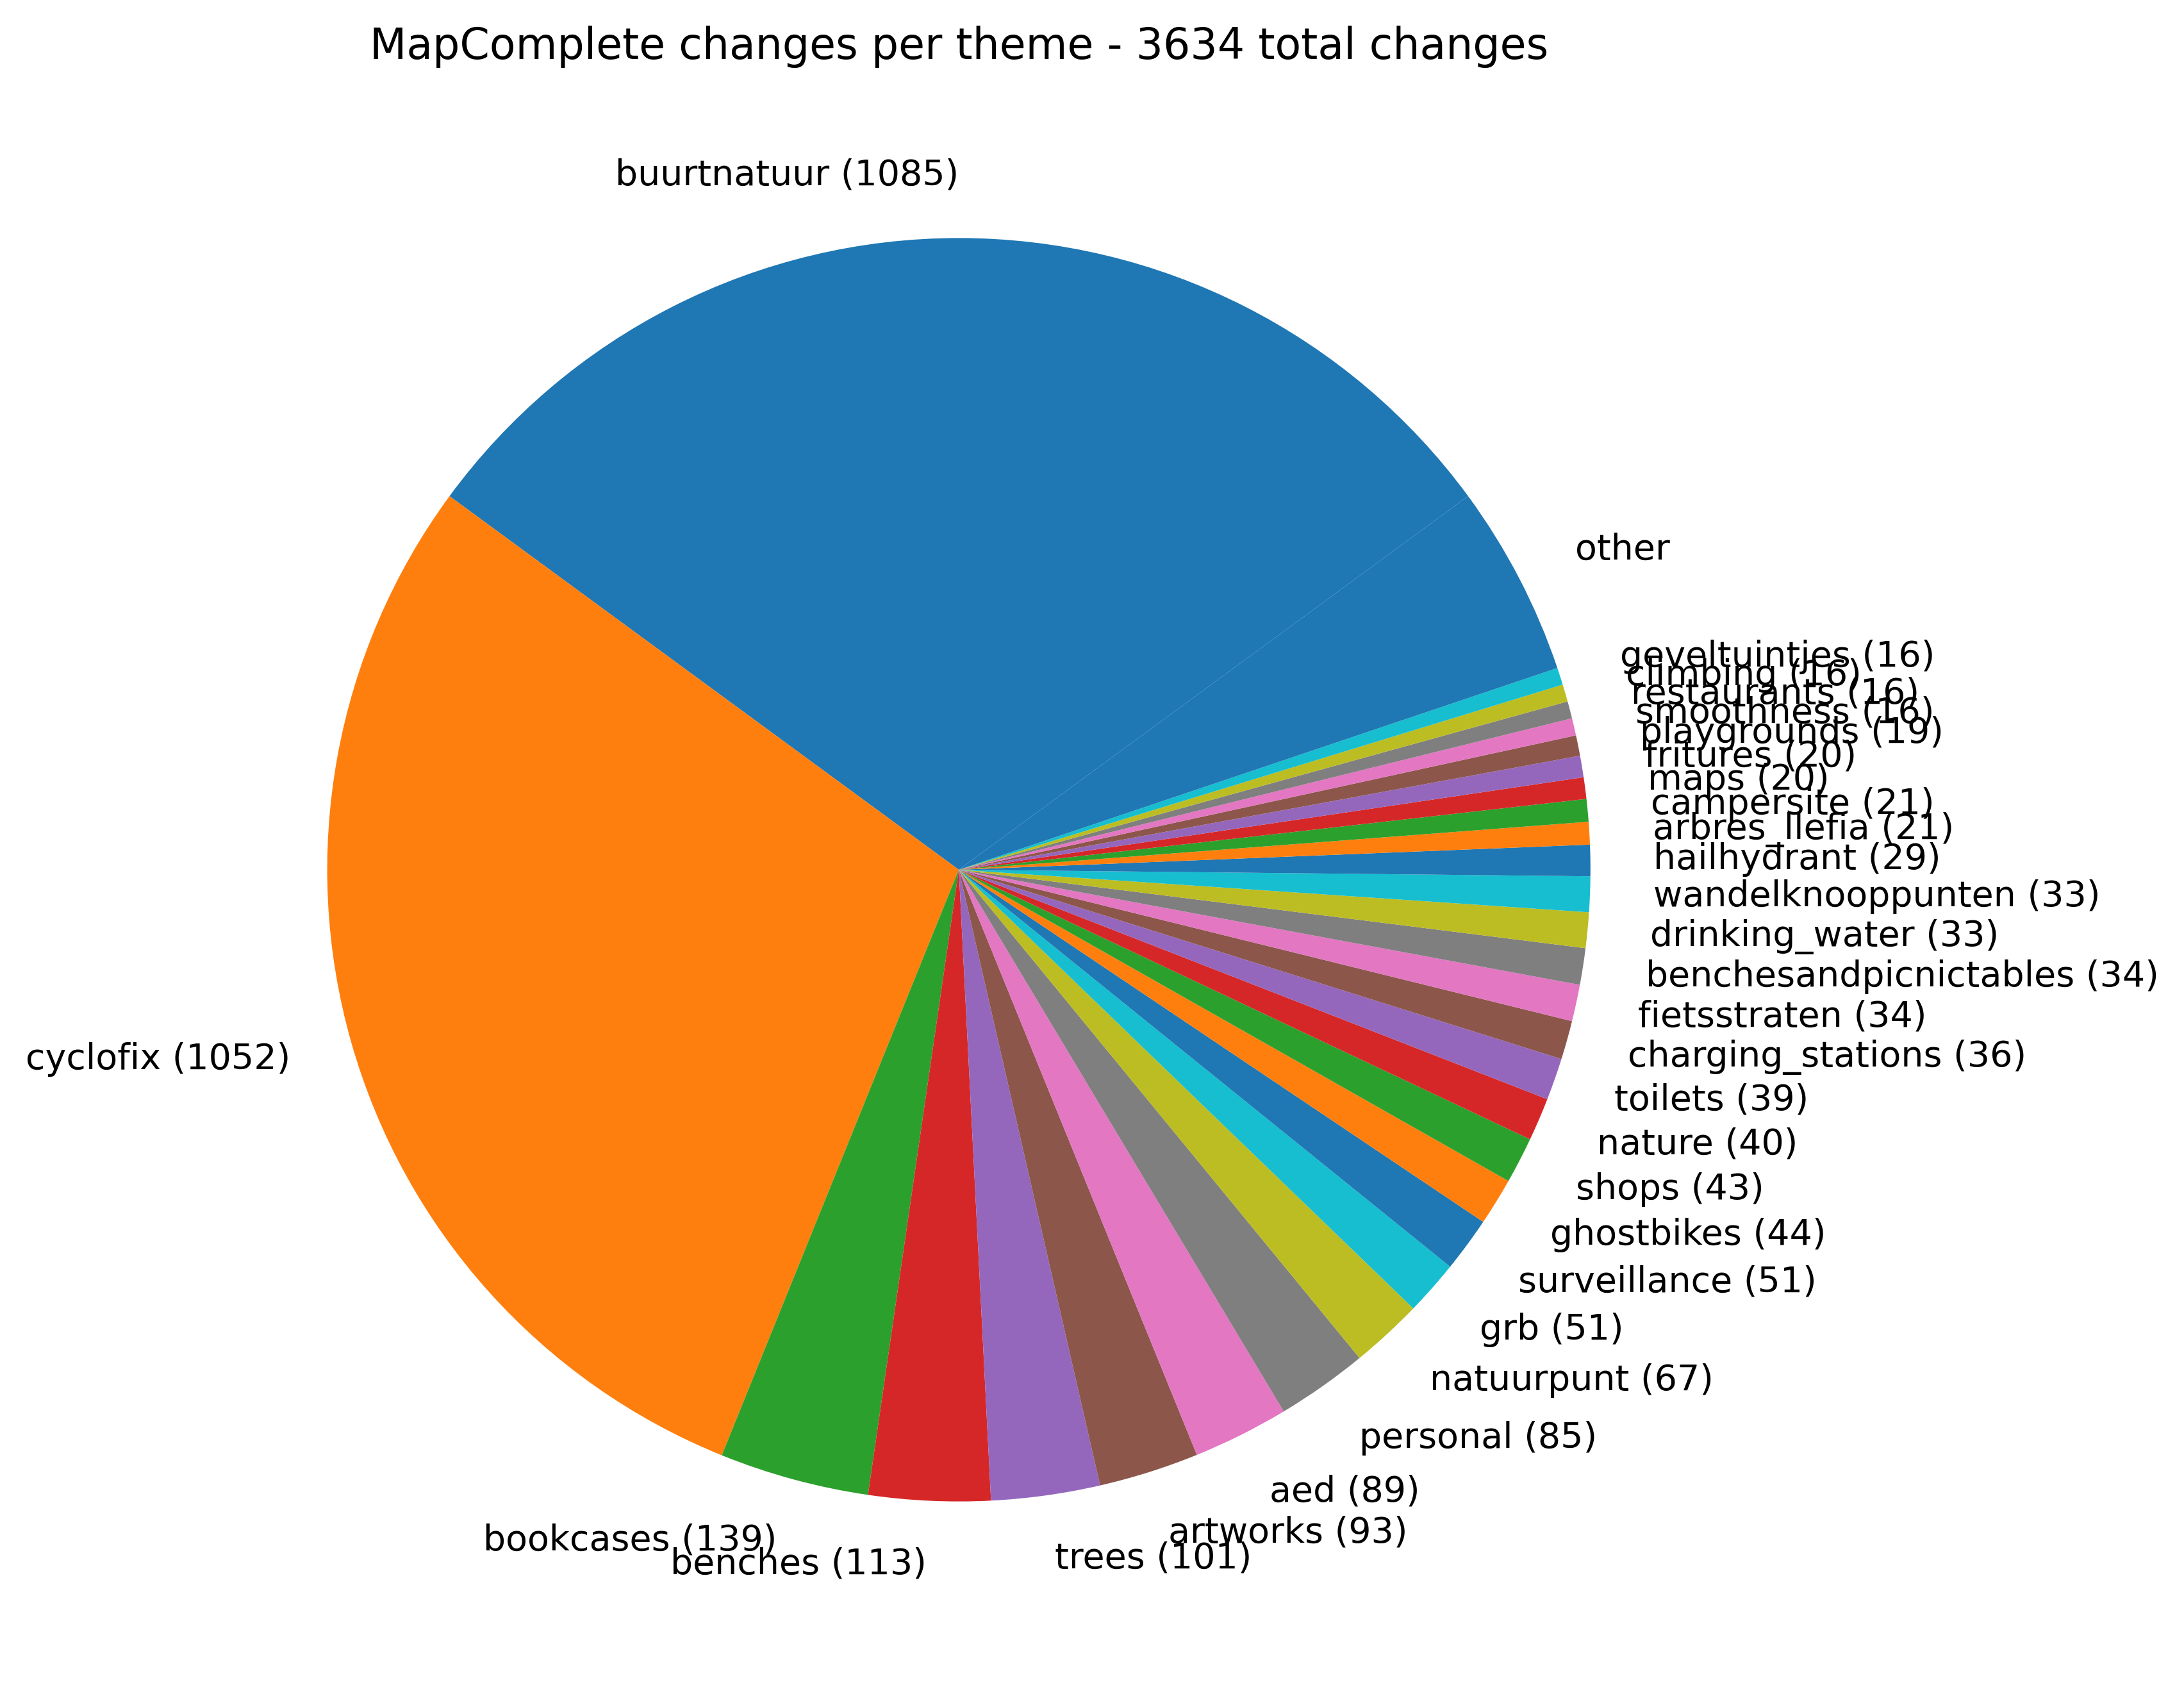 MapComplete changes per theme - 3634 total changes
buurtnatuur (1085)
other
geveltuintjes (16)
climbing (16)
restaurants (16)
smoothness (16)
playgrounds (19)
fritures (20)
maps (20)
campersite (21)
arbres_llefia (21)
hailhydrant (29)
wandelknooppunten (33)
drinking_water (33)
benchesandpicnictables (34)
fietsstraten (34)
charging_stations (36)
cyclofix (1052)
toilets (39)
nature (40)
shops (43)
ghostbikes (44)
surveillance (51)
grb (51)
natuurpunt (67)
personal (85)
aed (89)
artworks (93)
trees (101)
bookcases (139)
benches (113)